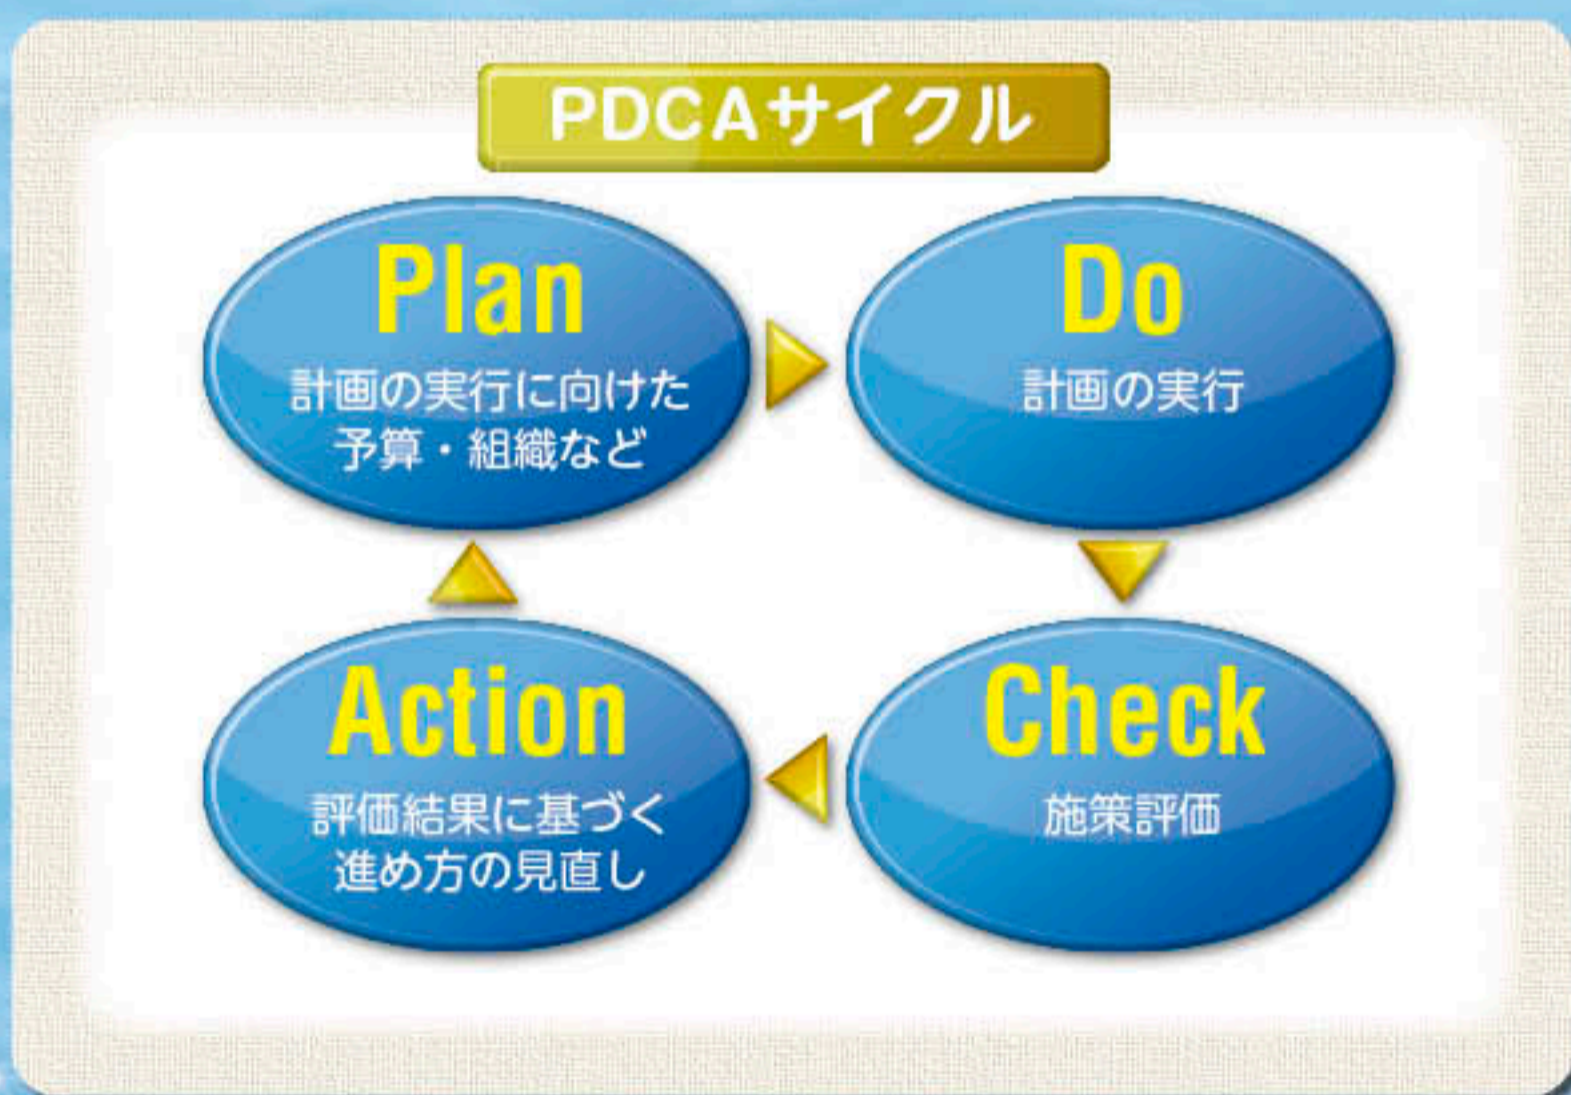 PDCAサイクル
Plan
計画の実行に向けた
予算・組織など
Do
計画の実行
Check
施策評価
Action
評価結果に基づく
進め方の見直し